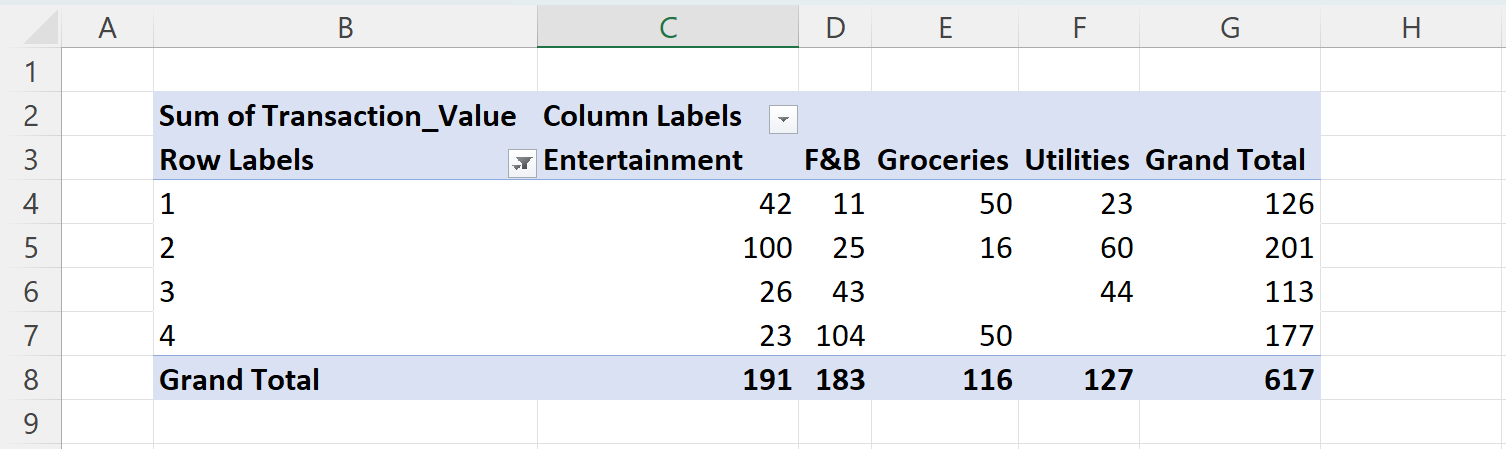 A B C D E F G H
1
2 Sum of Transaction_Value Column Labels
3 Row Labels Entertainment F&B Groceries Utilities Grand Total
4 1 42 11 50 23 126
5 2 100 25 16 60 201
6 3 26 43 44 113
7 4 23 104 50 177
8 Grand Total 191 183 116 127 617
9